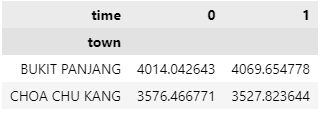 time 0 1
town
BUKIT PANJANG 4014.042643 4069.654778
CHOA CHU KANG 3576.466771 3527.823644